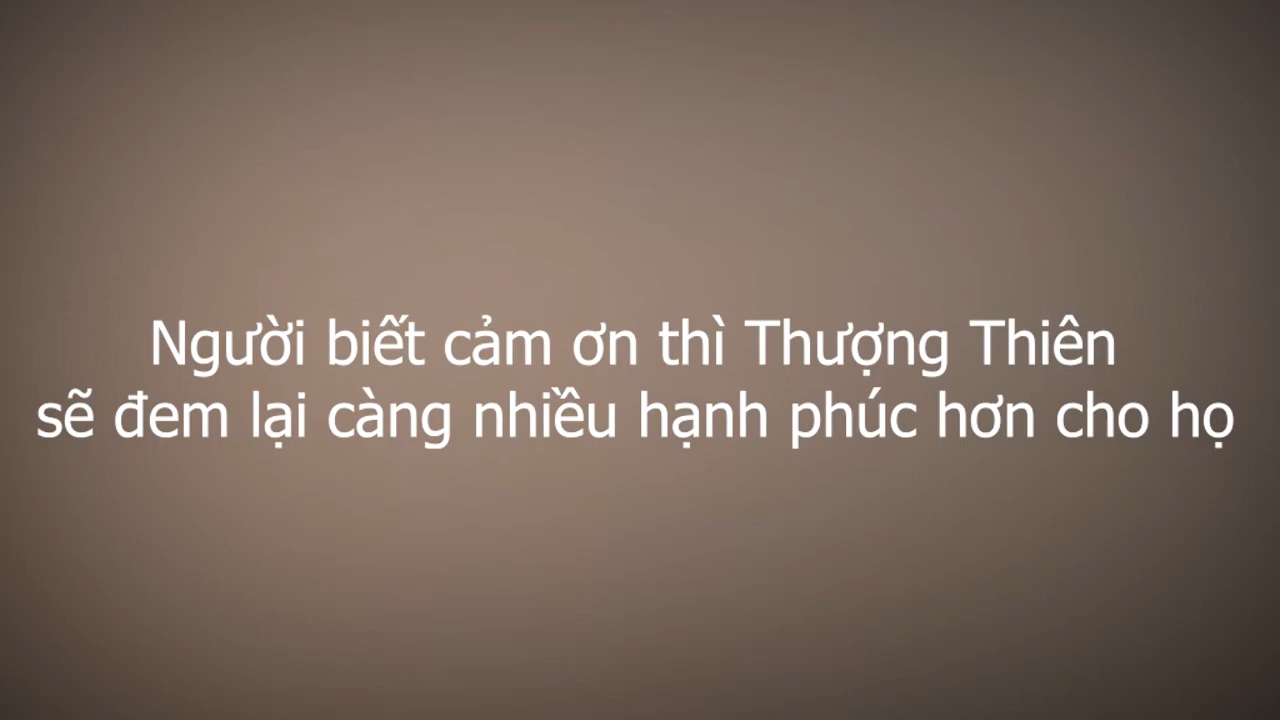 Người biết cảm ơn thì Thượng Thiên
sẽ đem lại càng nhiều hạnh phúc hơn cho họ